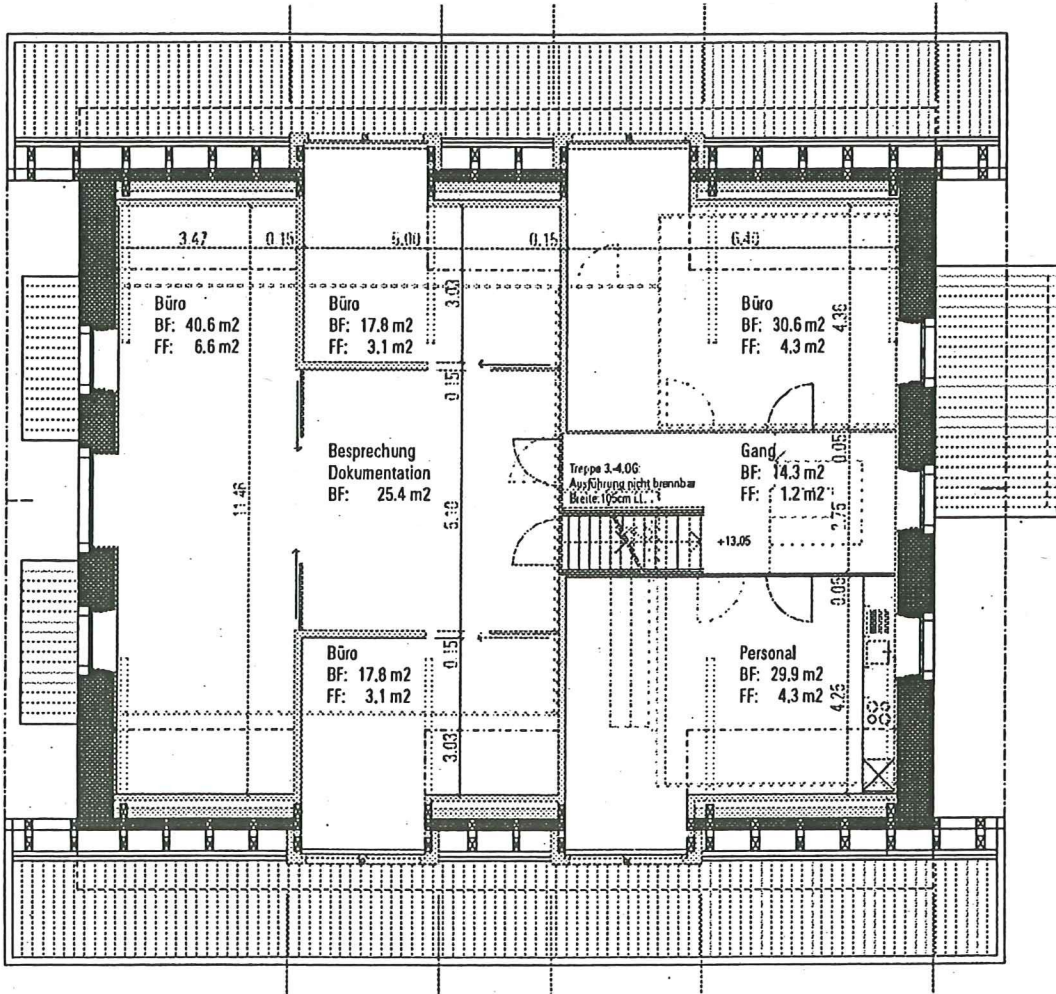 3.47
0.15
5.00
0.15
6.40
Büro
BF: 40.6 m2
FF: 6.6 m2
Büro
BF: 17.8 m2
FF: 3.1 m2
3.03
Büro
BF: 30.6 m2
FF: 4.3 m2
4.36
0.15
Besprechung
Dokumentation
BF: 25.4 m2
11.46
5.10
Treppe 3.-4.OG:
Ausführung nicht brennbar
Breite: 105cm i.L.
Gang
BF: 14.3 m2
FF: 1.2 m2
0.05
2.75
+13.05
0.05
Büro
BF: 17.8 m2
FF: 3.1 m2
0.15
3.03
Personal
BF: 29.9 m2
FF: 4.3 m2
4.25